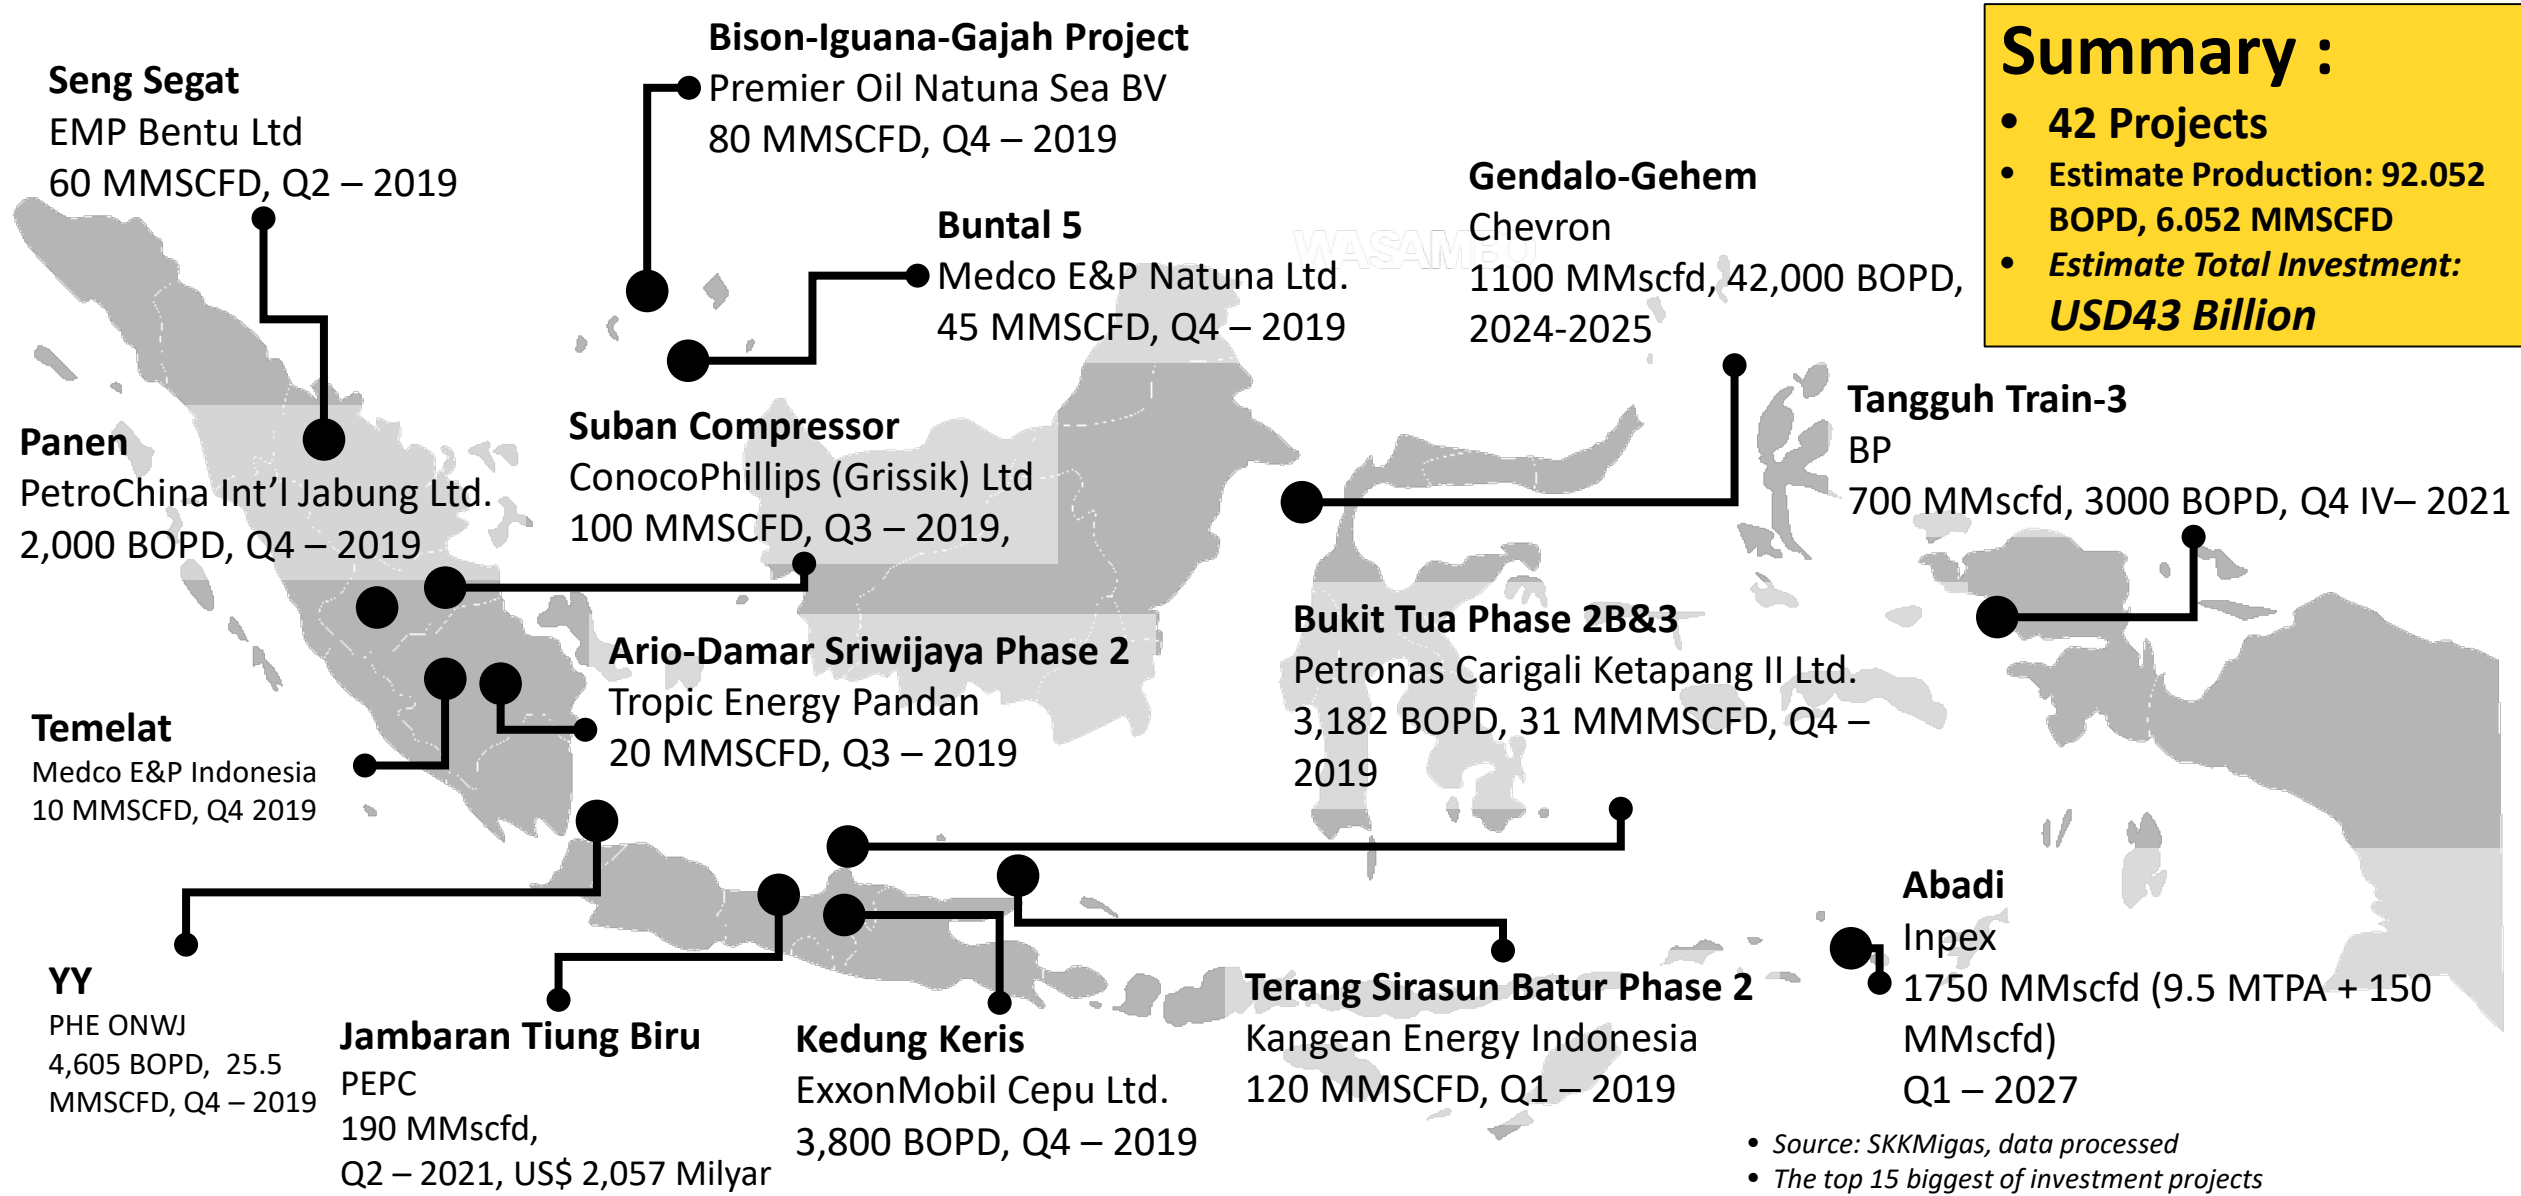 Bison-Iguana-Gajah Project
Premier Oil Natuna Sea BV
80 MMSCFD, Q4 – 2019
Seng Segat
EMP Bentu Ltd
60 MMSCFD, Q2 – 2019
Summary :
• 42 Projects
• Estimate Production: 92.052
BOPD, 6.052 MMSCFD
• Estimate Total Investment:
USD43 Billion
Gendalo-Gehem
Chevron
1100 MMscfd, 42,000 BOPD,
2024-2025
Buntal 5
Medco E&P Natuna Ltd.
45 MMSCFD, Q4 – 2019
Tangguh Train-3
BP
700 MMscfd, 3000 BOPD, Q4 IV– 2021
Panen
PetroChina Int’l Jabung Ltd.
2,000 BOPD, Q4 – 2019
Suban Compressor
ConocoPhillips (Grissik) Ltd
100 MMSCFD, Q3 – 2019,
Bukit Tua Phase 2B&3
Petronas Carigali Ketapang II Ltd.
3,182 BOPD, 31 MMMSCFD, Q4 –
2019
Ario-Damar Sriwijaya Phase 2
Tropic Energy Pandan
20 MMSCFD, Q3 – 2019
Temelat
Medco E&P Indonesia
10 MMSCFD, Q4 2019
Abadi
Inpex
1750 MMscfd (9.5 MTPA + 150
MMscfd)
Q1 – 2027
YY
PHE ONWJ
4,605 BOPD, 25.5
MMSCFD, Q4 – 2019
Jambaran Tiung Biru
PEPC
190 MMscfd,
Q2 – 2021, US$ 2,057 Milyar
Kedung Keris
ExxonMobil Cepu Ltd.
3,800 BOPD, Q4 – 2019
Terang Sirasun Batur Phase 2
Kangean Energy Indonesia
120 MMSCFD, Q1 – 2019
• Source: SKKMigas, data processed
• The top 15 biggest of investment projects